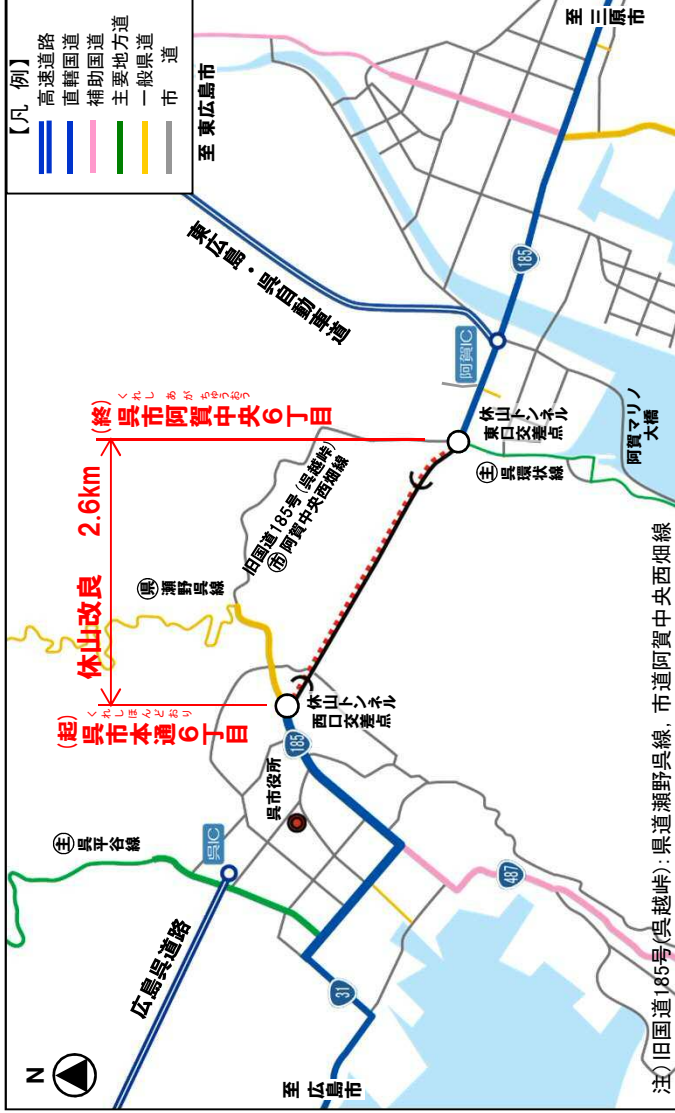 【凡 例】
高速道路
直轄国道
補助国道
主要地方道
一般県道
市 道
至 東広島市
至 三原市
東広島・呉自動車道
185
阿賀IC
(終)
くれし あが ちゅうおう
呉市阿賀中央6丁目
休山改良 2.6km
(起)
くれしほんどおり
呉市本通6丁目
旧国道185号(呉越峠)
市 阿賀中央西畑線
県 瀬野呉線
休山トンネル
東口交差点
主 呉環状線
阿賀マリノ
大橋
休山トンネル
西口交差点
185
呉市役所
主 呉平谷線
呉IC
広島呉道路
31
487
N
至 広島市
注)旧国道185号(呉越峠):県道瀬野呉線, 市道阿賀中央西畑線